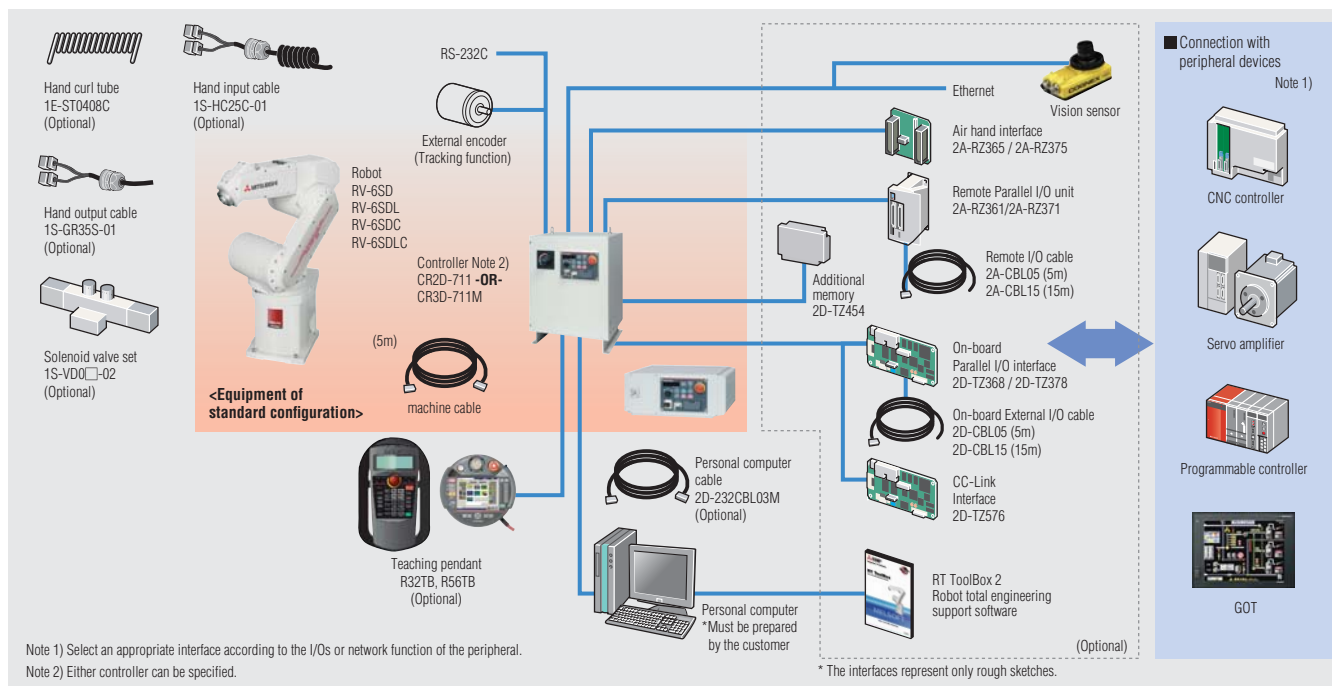 Hand curl tube
1E-ST0408C
(Optional)
Hand input cable
1S-HC25C-01
(Optional)
Hand output cable
1S-GR35S-01
(Optional)
Solenoid valve set
1S-VD0□-02
(Optional)
RS-232C
External encoder
(Tracking function)
MITSUBISHI
Robot
RV-6SD
RV-6SDL
RV-6SDC
RV-6SDLC
Controller Note 2)
CR2D-711 -OR-
CR3D-711M
(5m)
machine cable
<Equipment of
standard configuration>
Teaching pendant
R32TB, R56TB
(Optional)
Personal computer
cable
2D-232CBL03M
(Optional)
Personal computer
*Must be prepared
by the customer
Additional
memory
2D-TZ454
Ethernet
Vision sensor
Air hand interface
2A-RZ365 / 2A-RZ375
Remote Parallel I/O unit
2A-RZ361/2A-RZ371
Remote I/O cable
2A-CBL05 (5m)
2A-CBL15 (15m)
On-board
Parallel I/O interface
2D-TZ368 / 2D-TZ378
On-board External I/O cable
2D-CBL05 (5m)
2D-CBL15 (15m)
CC-Link
Interface
2D-TZ576
RT ToolBox 2
Robot total engineering
support software
(Optional)
■ Connection with
peripheral devices
Note 1)
CNC controller
Servo amplifier
Programmable controller
GOT
Note 1) Select an appropriate interface according to the I/Os or network function of the peripheral.
Note 2) Either controller can be specified.
* The interfaces represent only rough sketches.